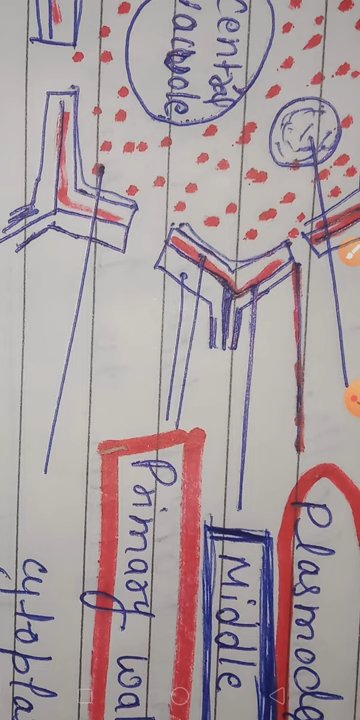 Central
Vacuole
Plasmod
Middle
Primary wal
cytopla